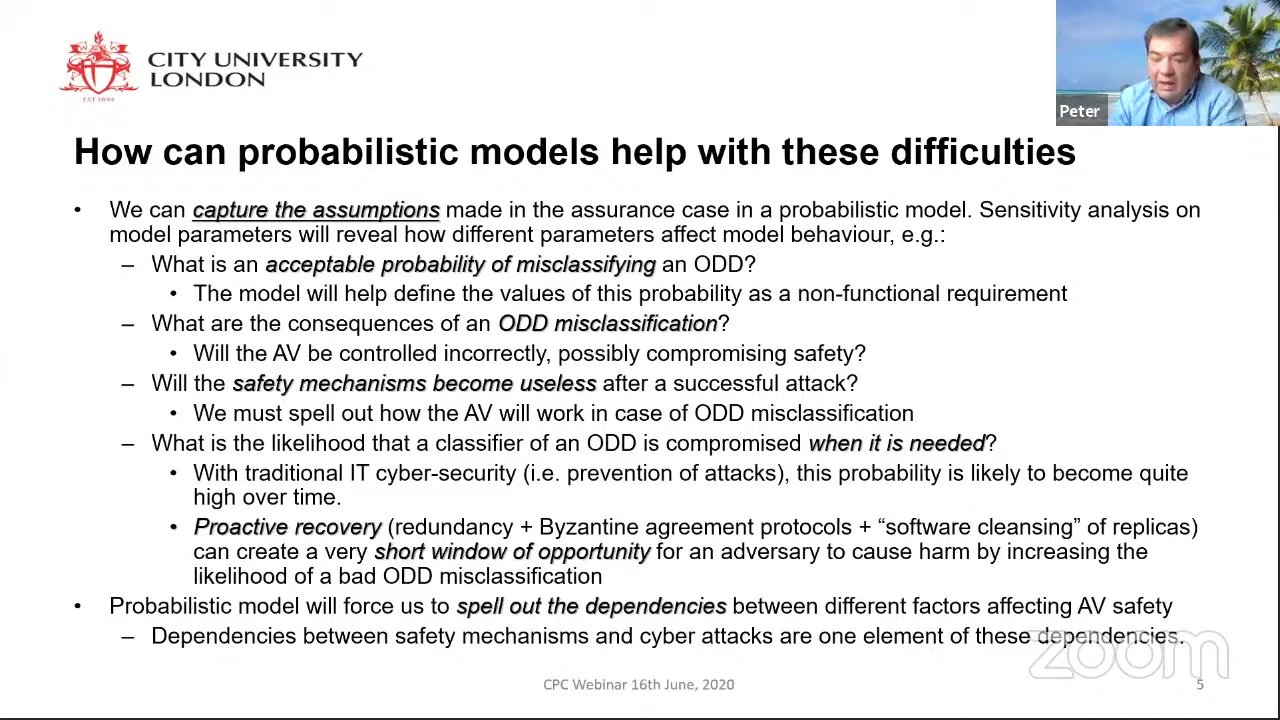 CITY UNIVERSITY
LONDON
EST 1894
Peter
How can probabilistic models help with these difficulties
• We can capture the assumptions made in the assurance case in a probabilistic model. Sensitivity analysis on
model parameters will reveal how different parameters affect model behaviour, e.g.:
– What is an acceptable probability of misclassifying an ODD?
• The model will help define the values of this probability as a non-functional requirement
– What are the consequences of an ODD misclassification?
• Will the AV be controlled incorrectly, possibly compromising safety?
– Will the safety mechanisms become useless after a successful attack?
• We must spell out how the AV will work in case of ODD misclassification
– What is the likelihood that a classifier of an ODD is compromised when it is needed?
• With traditional IT cyber-security (i.e. prevention of attacks), this probability is likely to become quite
high over time.
• Proactive recovery (redundancy + Byzantine agreement protocols + “software cleansing” of replicas)
can create a very short window of opportunity for an adversary to cause harm by increasing the
likelihood of a bad ODD misclassification
• Probabilistic model will force us to spell out the dependencies between different factors affecting AV safety
– Dependencies between safety mechanisms and cyber attacks are one element of these dependencies.
zoom
CPC Webinar 16th June, 2020
5